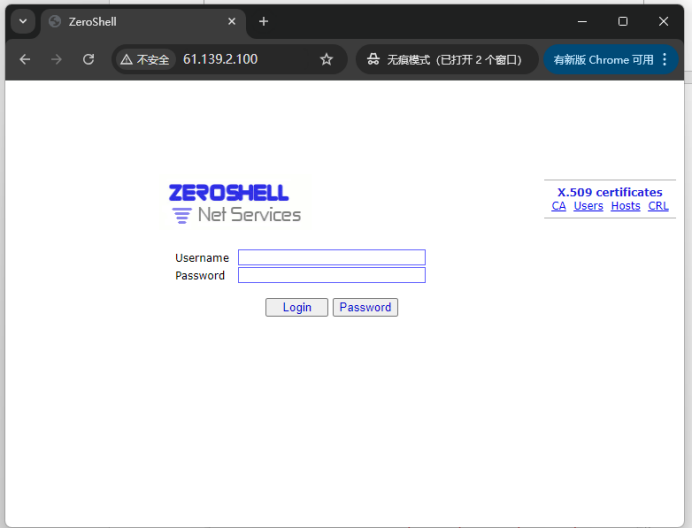 ZeroShell
不安全 61.139.2.100 无痕模式（已打开 2 个窗口） 有新版 Chrome 可用
ZEROSHELL
Net Services
X.509 certificates
CA Users Hosts CRL
Username
Password
Login Password